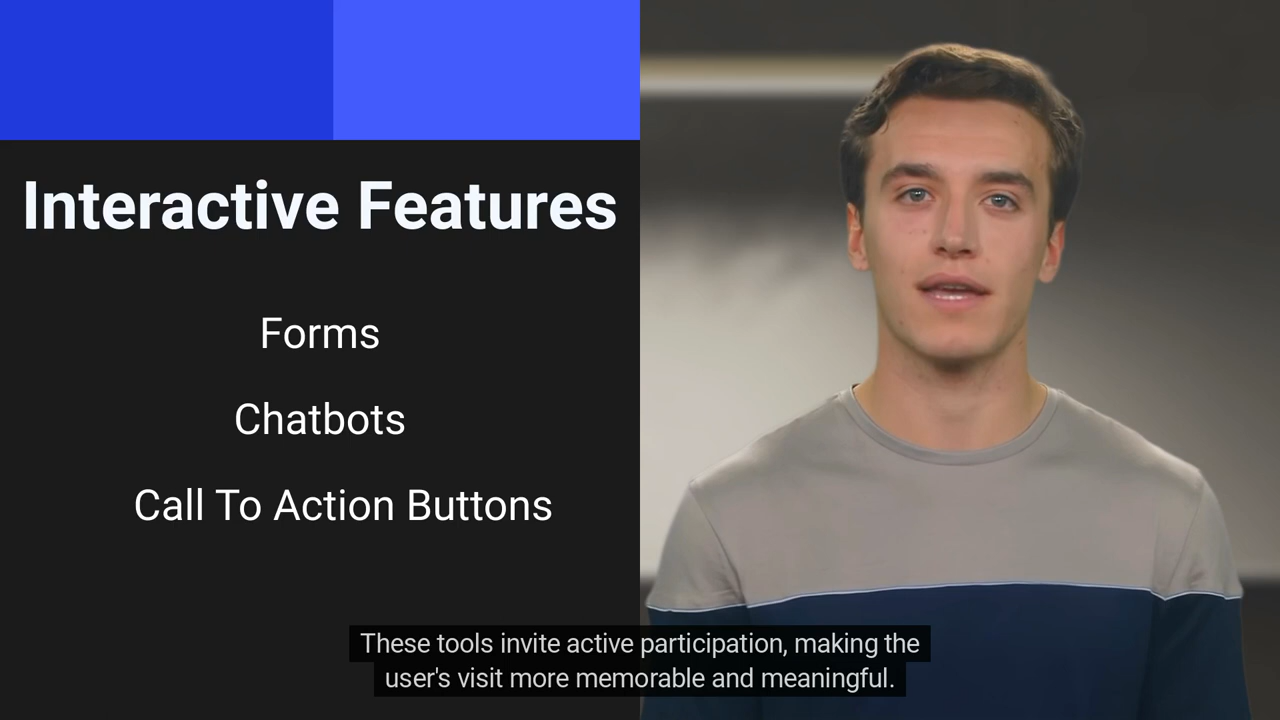 Interactive Features
Forms
Chatbots
Call To Action Buttons
These tools invite active participation, making the
user's visit more memorable and meaningful.